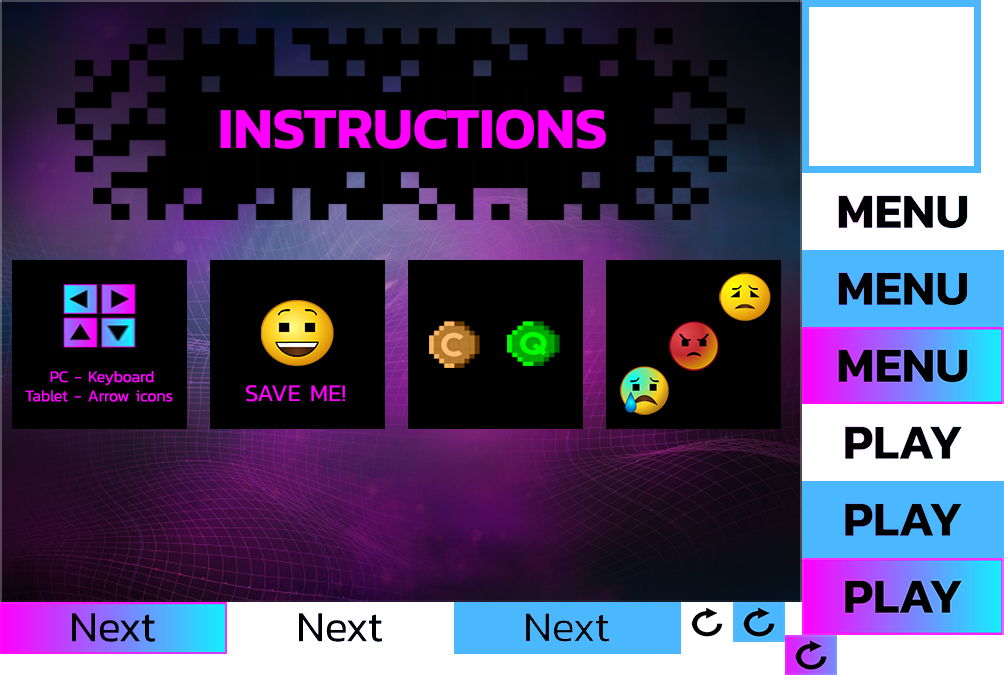 INSTRUCTIONS
PC - Keyboard
Tablet - Arrow icons
SAVE ME!
C
Q
MENU
MENU
MENU
PLAY
PLAY
PLAY
Next
Next
Next